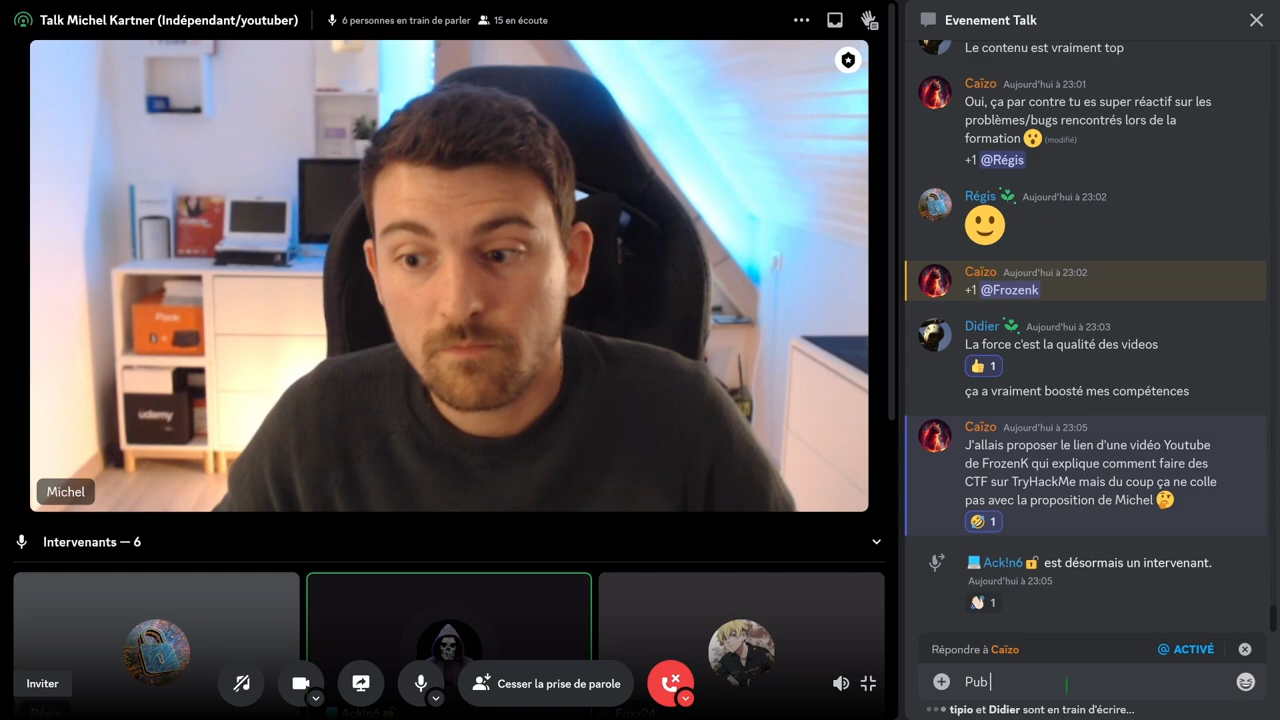 Talk Michel Kartner (Indépendant/youtuber)
6 personnes en train de parler
15 en écoute
Evenement Talk
Le contenu est vraiment top
Caïzo Aujourd'hui à 23:01
Oui, ça par contre tu es super réactif sur les
problèmes/bugs rencontrés lors de la
formation 😮 (modifié)
+1 @Régis
Régis Aujourd'hui à 23:02
Caïzo Aujourd'hui à 23:02
+1 @Frozenk
Didier Aujourd'hui à 23:03
La force c'est la qualité des videos
👍 1
ça a vraiment boosté mes compétences
Caïzo Aujourd'hui à 23:05
J'allais proposer le lien d'une vidéo Youtube
de FrozenK qui explique comment faire des
CTF sur TryHackMe mais du coup ça ne colle
pas avec la proposition de Michel 🤔
🤣 1
Ack!n6 🔓 est désormais un intervenant.
Aujourd'hui à 23:05
👏🏻 1
Répondre à Caïzo
@ ACTIVÉ
Pub
tipio et Didier sont en train d'écrire...
udemy
Michel
Intervenants — 6
Inviter
Cesser la prise de parole
Régis
Ack!n6